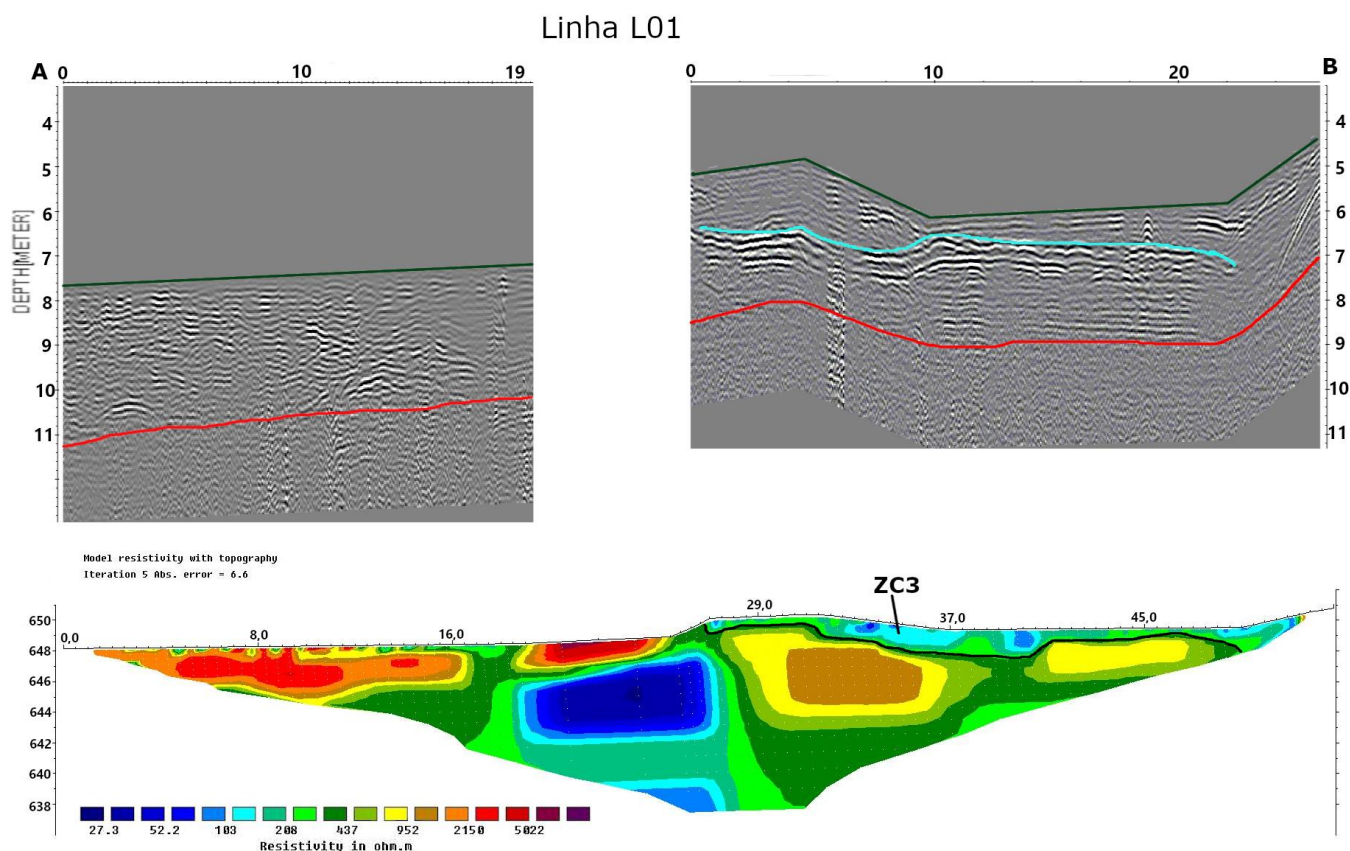 Linha L01
A 0 10 19
0 10 20 B
DEPTH[METER]
4
5
6
7
8
9
10
11
4
5
6
7
8
9
10
11
Model resistivity with topography
Iteration 5 Abs. error = 6.6
ZC3
0,0 8,0 16,0 29,0 37,0 45,0
650
648
646
644
642
640
638
27.3 52.2 103 208 437 952 2150 5022
Resistivity in ohm.m